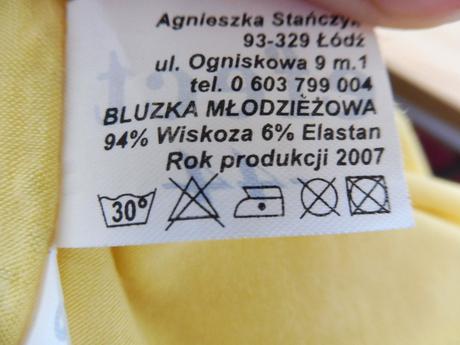 Agnieszka Stańczyk
93-329 Łódź
ul. Ogniskowa 9 m.1
tel. 0 603 799 004
BLUZKA MŁODZIEŻOWA
94% Wiskoza 6% Elastan
Rok produkcji 2007
30°